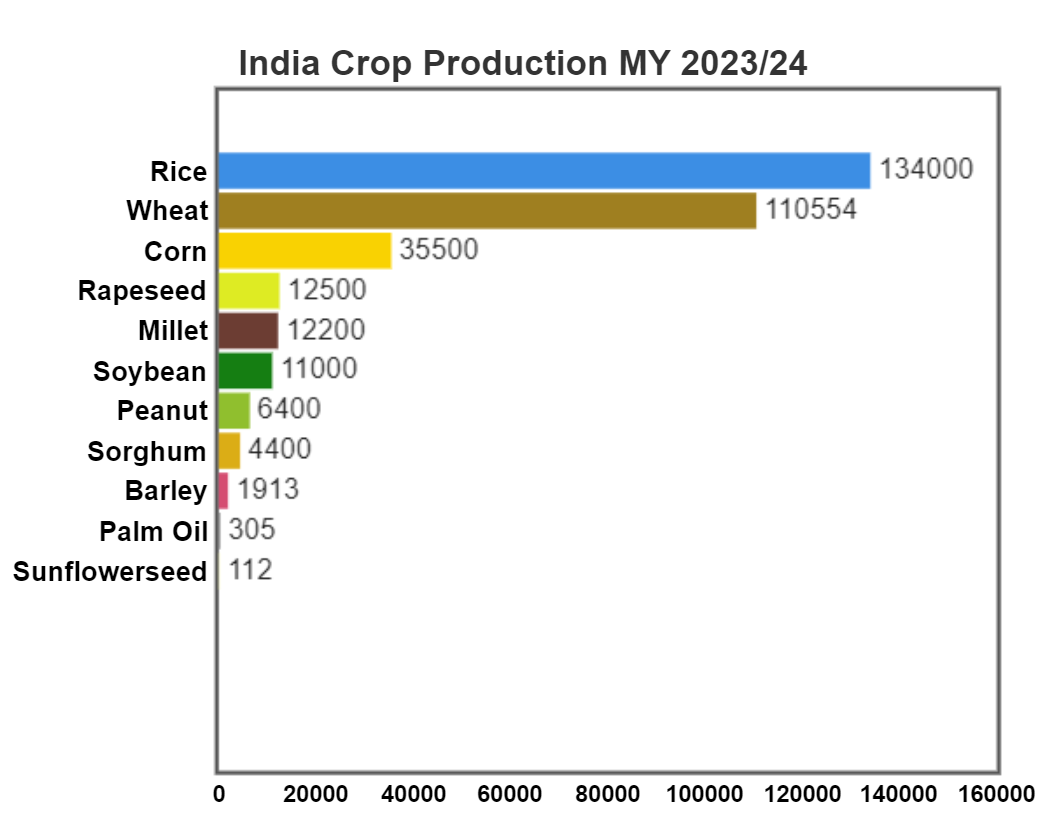 India Crop Production MY 2023/24
Rice 134000
Wheat 110554
Corn 35500
Rapeseed 12500
Millet 12200
Soybean 11000
Peanut 6400
Sorghum 4400
Barley 1913
Palm Oil 305
Sunflowerseed 112
0 20000 40000 60000 80000 100000 120000 140000 160000